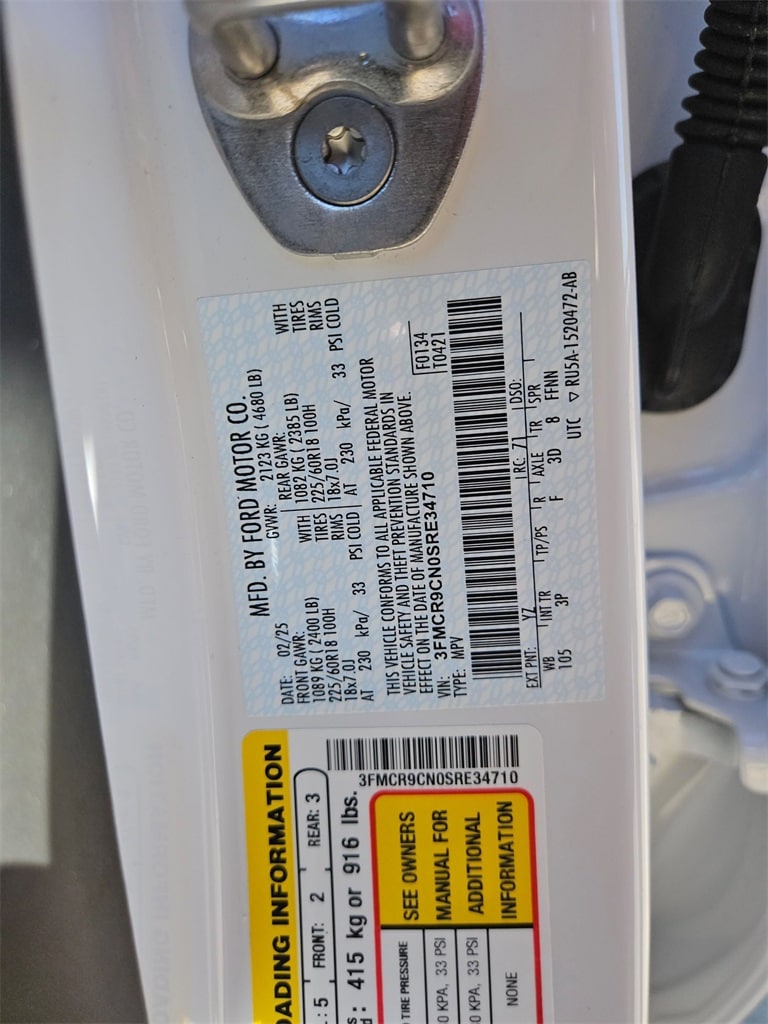 MFD. BY FORD MOTOR CO.
DATE: 02/25
GVWR: 2123 KG ( 4680 LB)
FRONT GAWR:
REAR GAWR:
1089 KG ( 2400 LB) WITH
1082 KG ( 2385 LB) WITH
225/60R18 100H TIRES
225/60R18 100H TIRES
18x7.0J RIMS
18x7.0J RIMS
AT 230 kPa/ 33 PSI COLD
AT 230 kPa/ 33 PSI COLD
THIS VEHICLE CONFORMS TO ALL APPLICABLE FEDERAL MOTOR
VEHICLE SAFETY AND THEFT PREVENTION STANDARDS IN
EFFECT ON THE DATE OF MANUFACTURE SHOWN ABOVE.
VIN: 3FMCR9CN0SRE34710
TYPE: MPV
F0134
T0421
EXT PNT: YZ RC: 71 DSO:
WB INT TR TP/PS R AXLE TR SPR
105 3P F 3D 8 FFNN
UTC ▽ RU5A-1520472-AB
ADING INFORMATION
: 5 FRONT: 2 REAR: 3
: 415 kg or 916 lbs.
3FMCR9CN0SRE34710
TIRE PRESSURE
0 KPA, 33 PSI
0 KPA, 33 PSI
NONE
SEE OWNERS
MANUAL FOR
ADDITIONAL
INFORMATION